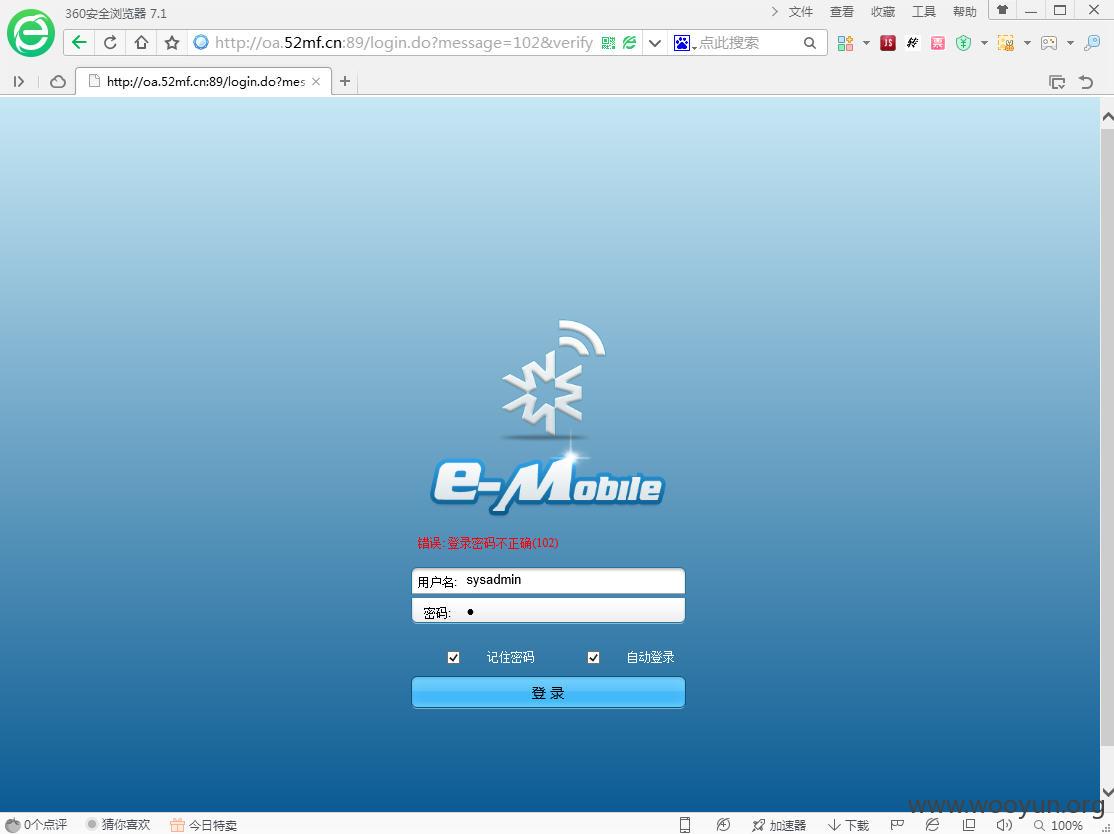 360安全浏览器 7.1
文件 查看 收藏 工具 帮助
http://oa.52mf.cn:89/login.do?message=102&verify
点此搜索
http://oa.52mf.cn:89/login.do?mes
e-Mobile
错误:登录密码不正确(102)
用户名: sysadmin
密码: ●
记住密码 自动登录
登 录
www.wooyun.org
0个点评 猜你喜欢 今日特卖 加速器 下载 100%